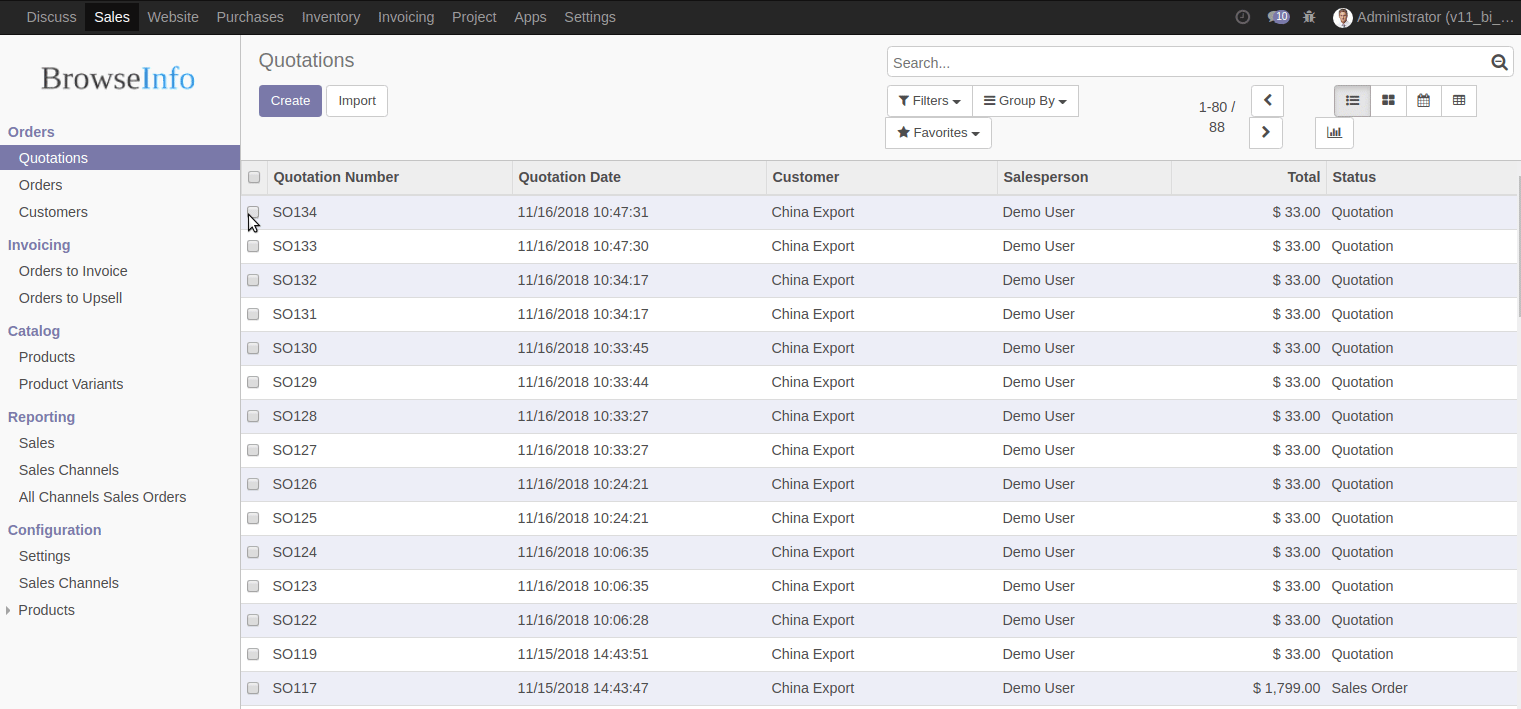 Discuss Sales Website Purchases Inventory Invoicing Project Apps Settings 10 Administrator (v11_bi_...
BrowseInfo
Quotations
Search...
Create Import
Filters Group By
Favorites
1-80 /
88
Orders
Quotations
Orders
Customers
Invoicing
Orders to Invoice
Orders to Upsell
Catalog
Products
Product Variants
Reporting
Sales
Sales Channels
All Channels Sales Orders
Configuration
Settings
Sales Channels
Products
Quotation Number Quotation Date Customer Salesperson Total Status
SO134 11/16/2018 10:47:31 China Export Demo User $ 33.00 Quotation
SO133 11/16/2018 10:47:30 China Export Demo User $ 33.00 Quotation
SO132 11/16/2018 10:34:17 China Export Demo User $ 33.00 Quotation
SO131 11/16/2018 10:34:17 China Export Demo User $ 33.00 Quotation
SO130 11/16/2018 10:33:45 China Export Demo User $ 33.00 Quotation
SO129 11/16/2018 10:33:44 China Export Demo User $ 33.00 Quotation
SO128 11/16/2018 10:33:27 China Export Demo User $ 33.00 Quotation
SO127 11/16/2018 10:33:27 China Export Demo User $ 33.00 Quotation
SO126 11/16/2018 10:24:21 China Export Demo User $ 33.00 Quotation
SO125 11/16/2018 10:24:21 China Export Demo User $ 33.00 Quotation
SO124 11/16/2018 10:06:35 China Export Demo User $ 33.00 Quotation
SO123 11/16/2018 10:06:35 China Export Demo User $ 33.00 Quotation
SO122 11/16/2018 10:06:28 China Export Demo User $ 33.00 Quotation
SO119 11/15/2018 14:43:51 China Export Demo User $ 33.00 Quotation
SO117 11/15/2018 14:43:47 China Export Demo User $ 1,799.00 Sales Order